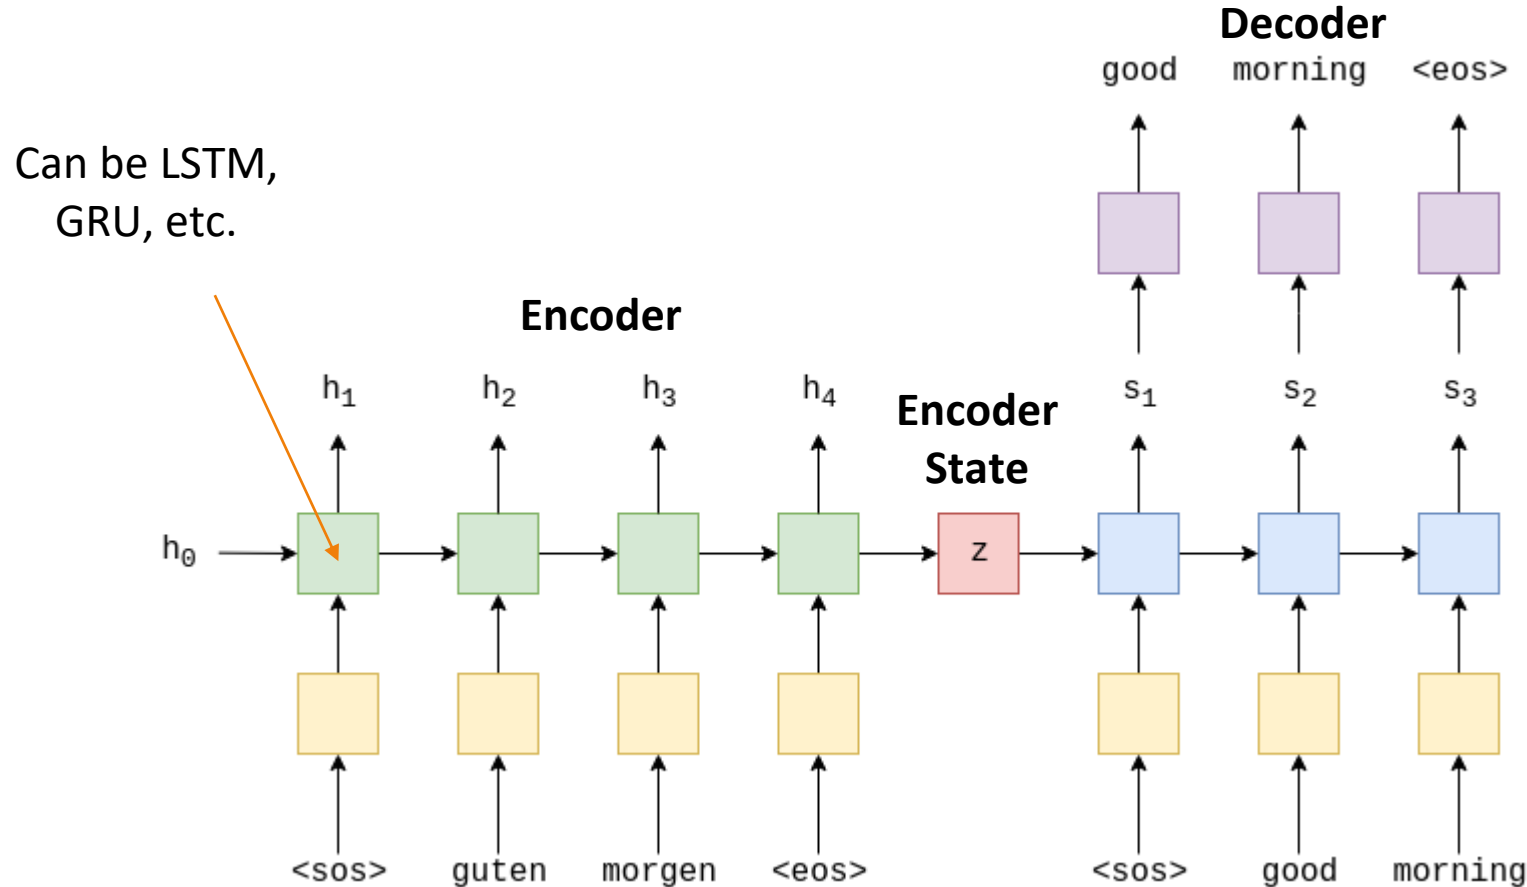 Decoder
good morning <eos>
Can be LSTM,
GRU, etc.
Encoder
h₁ h₂ h₃ h₄
Encoder
State
s₁ s₂ s₃
h₀
z
<sos> guten morgen <eos> <sos> good morning